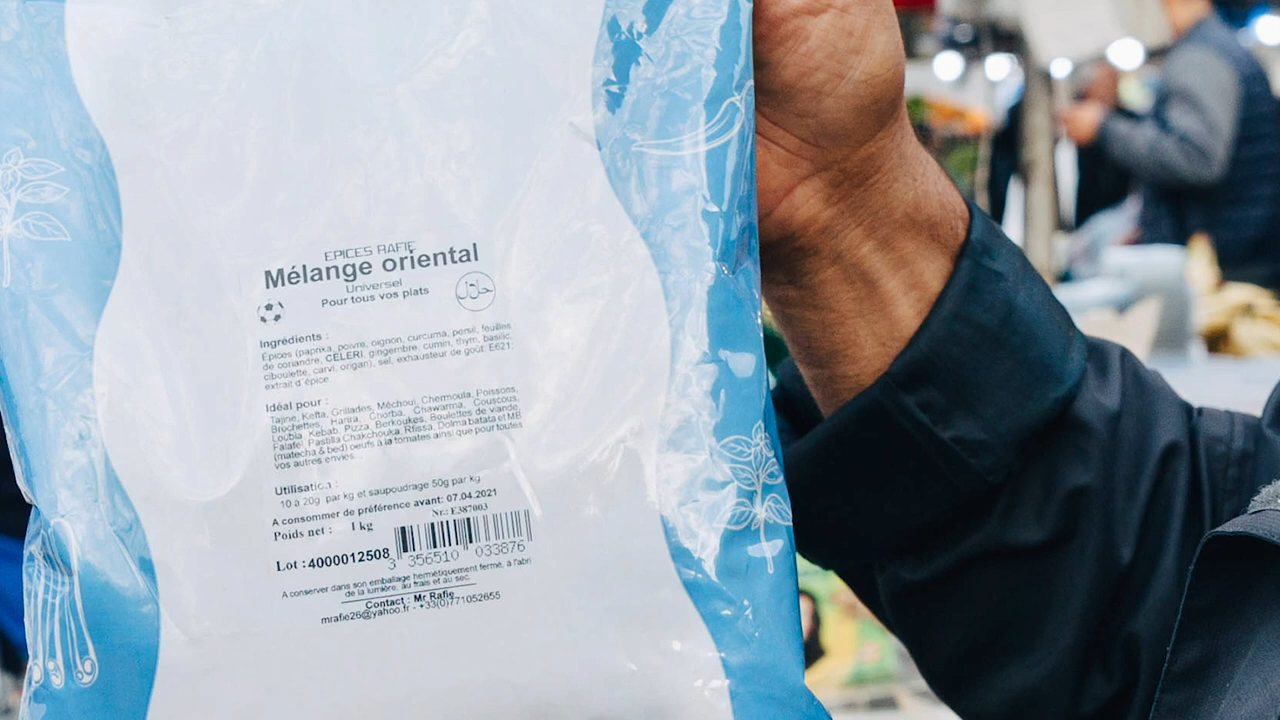 EPICES RAFIE
Mélange oriental
Universel
Pour tous vos plats
حلال
Ingrédients :
Épices (paprika, poivre, oignon, curcuma, persil, feuilles
de coriandre, CÉLERI, gingembre, cumin, thym, basilic,
ciboulette, carvi, origan), sel, exhausteur de goût: E621,
extrait d'épice.
Idéal pour :
Tajine, Kefta, Grillades, Méchoui, Chermoula, Poissons,
Brochettes, Harira, Chorba, Chawarma, Couscous,
Loubia, Kebab, Pizza, Berkoukes, Boulettes de viande,
Falafel, Pastilla Chakchouka, Rfissa, Dolma batata et MB
(matecha & bed) oeufs à la tomates ainsi que pour toutes
vos autres envies...
Utilisation :
10 à 20g par kg et saupoudrage 50g par kg
A consommer de préférence avant: 07.04.2021
Nr.: E387003
Poids net : 1 kg
Lot : 4000012508
3 356510 033876
A conserver dans son emballage hermétiquement fermé, à l'abri
de la lumière, au frais et au sec.
Contact : Mr Rafie
mrafie26@yahoo.fr - +33(0)771052655